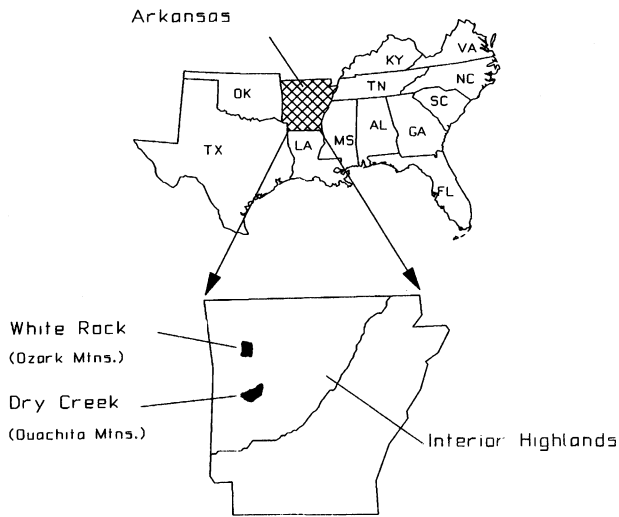 Arkansas
KY
VA
OK
TN
NC
SC
TX
LA
MS
AL
GA
FL
White Rock
(Ozark Mtns.)
Dry Creek
(Ouachita Mtns.)
Interior Highlands